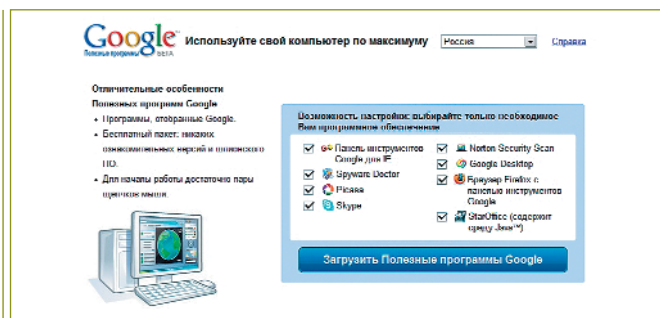 Google
Полезные программы BETA
Используйте свой компьютер по максимуму
Россия
Справка
Отличительные особенности
Полезных программ Google
• Программы, отобранные Google.
• Бесплатный пакет: никаких
ознакомительных версий и шпионского
ПО.
• Для начала работы достаточно пары
щелчков мыши.
Возможность настройки: выбирайте только необходимое
Вам программное обеспечение
Панель инструментов
Google для IE
Spyware Doctor
Picasa
Skype
Norton Security Scan
Google Desktop
Браузер Firefox с
панелью инструментов
Google
StarOffice (содержит
среду Java™)
Загрузить Полезные программы Google